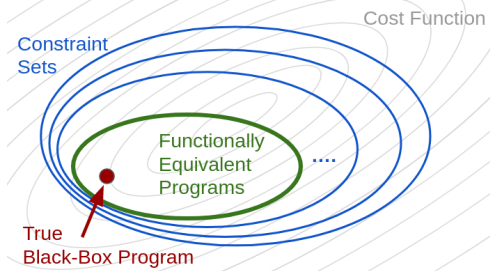 Cost Function
Constraint
Sets
Functionally
Equivalent
Programs
....
True
Black-Box Program